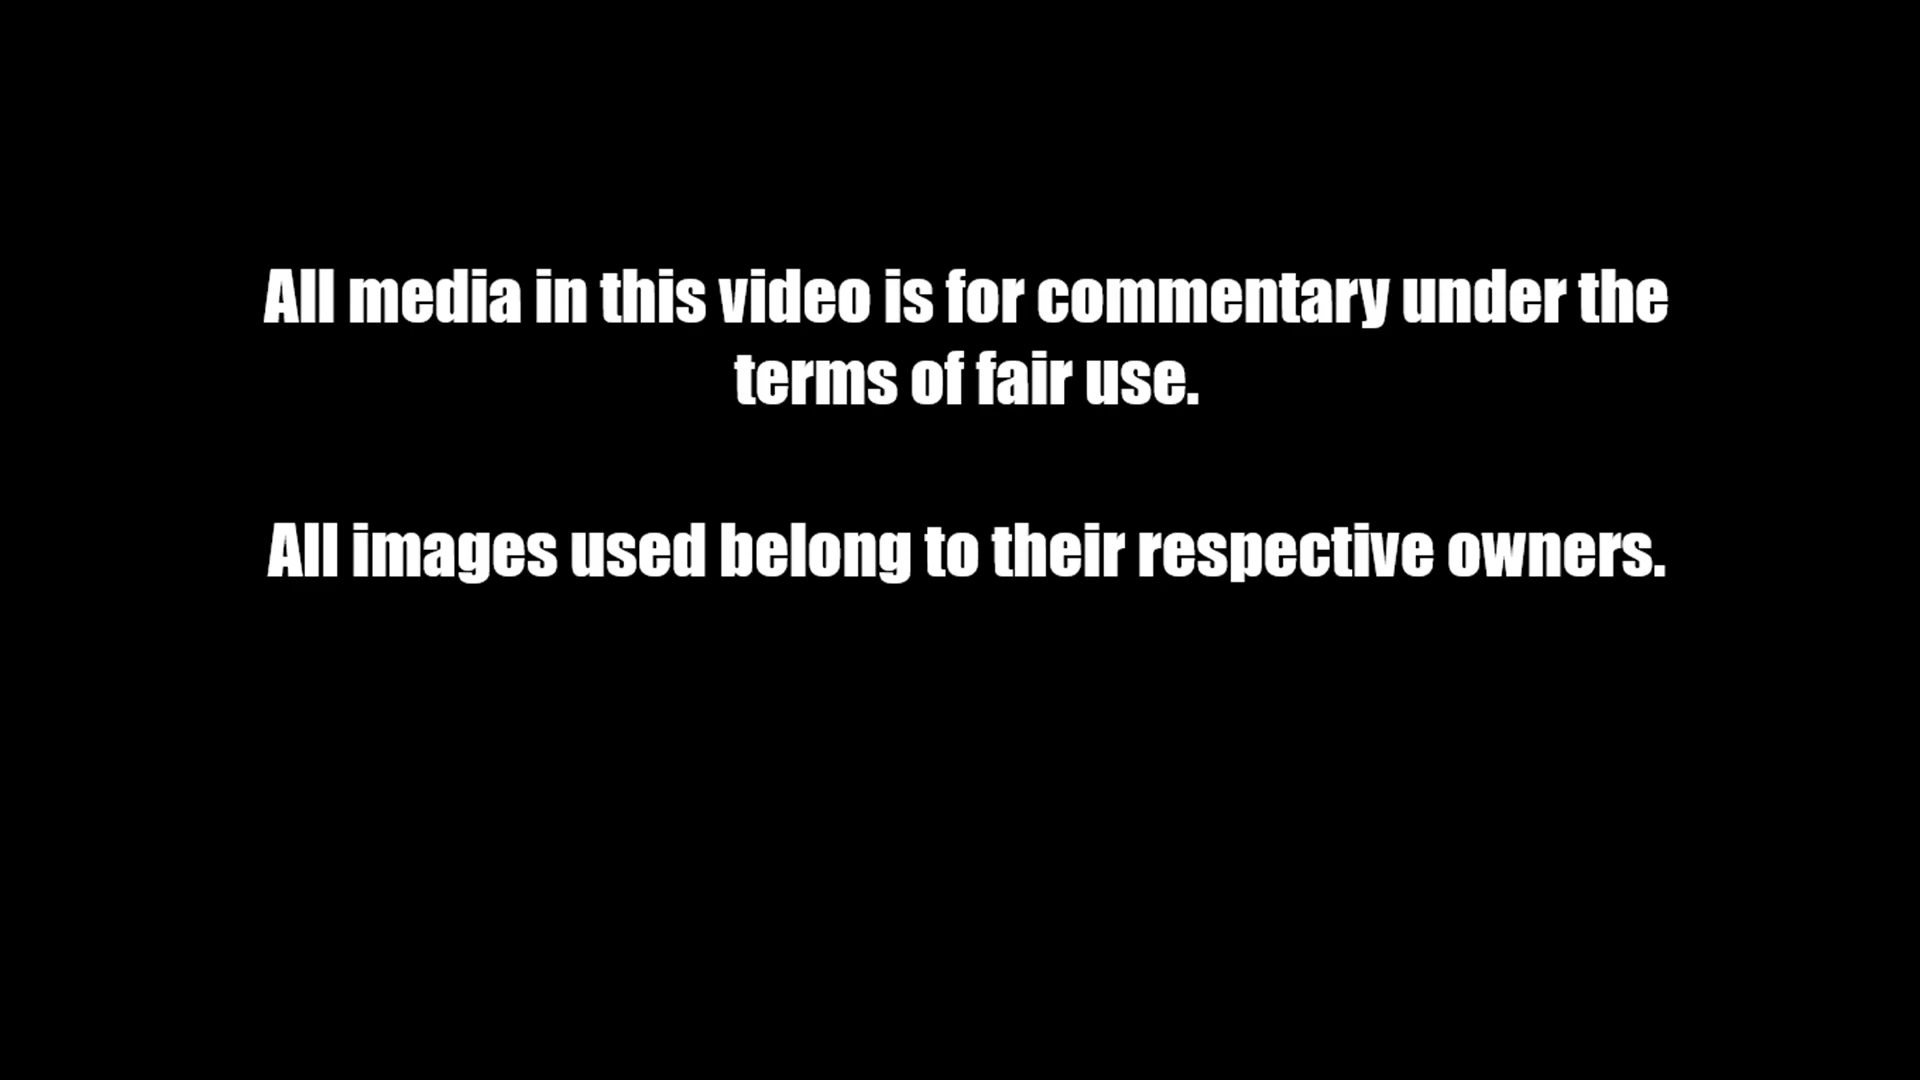 All media in this video is for commentary under the
terms of fair use.
All images used belong to their respective owners.